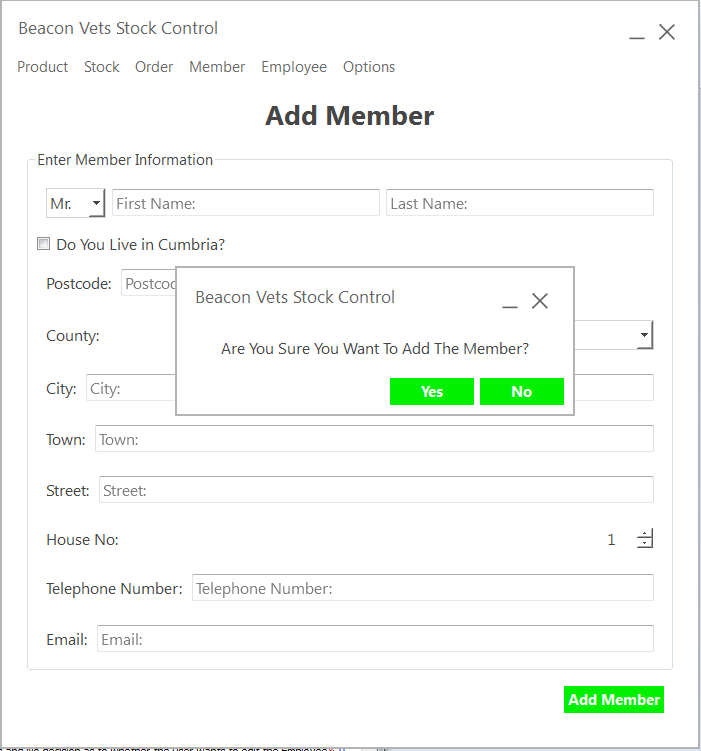 Beacon Vets Stock Control
Product Stock Order Member Employee Options
Add Member
Enter Member Information
Mr. First Name: Last Name:
Do You Live in Cumbria?
Postcode: Postcod
Beacon Vets Stock Control
County:
Are You Sure You Want To Add The Member?
City: City:
Yes No
Town: Town:
Street: Street:
House No: 1
Telephone Number: Telephone Number:
Email: Email:
Add Member